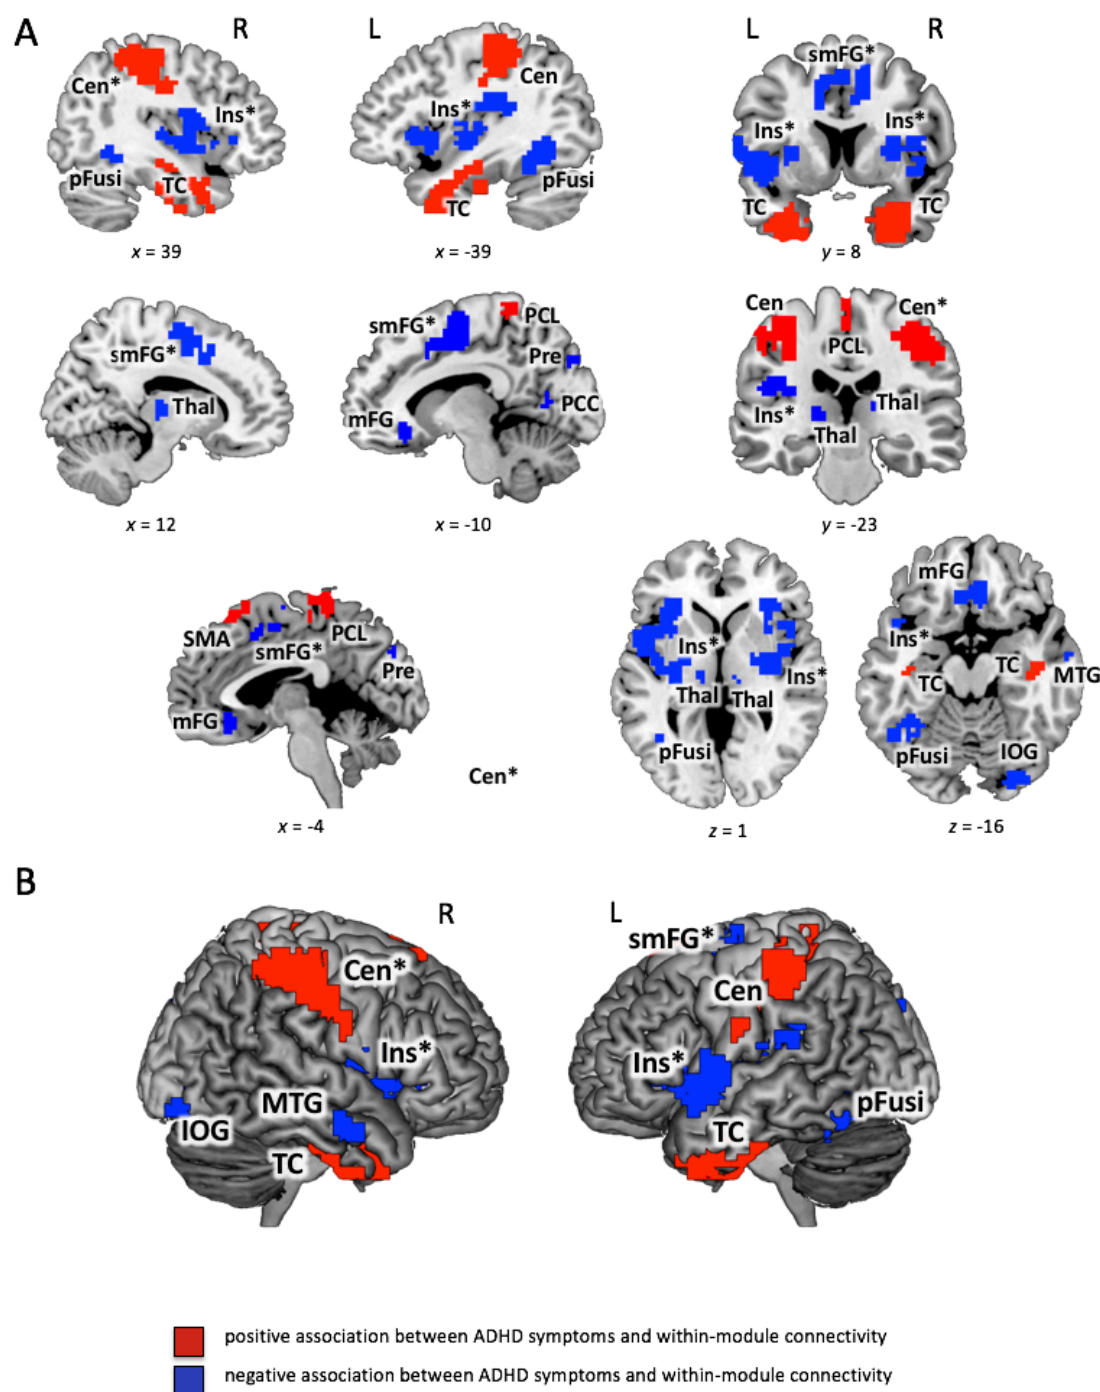 A
R
L
L
R
Cen*
Ins*
pFusi
TC
x = 39
Cen
Ins*
pFusi
TC
x = -39
smFG*
Ins*
Ins*
TC
TC
y = 8
smFG*
Thal
x = 12
smFG*
PCL
Pre
PCC
mFG
x = -10
Cen
Cen*
PCL
Ins*
Thal
Thal
y = -23
SMA
PCL
smFG*
Pre
mFG
Cen*
x = -4
Ins*
Ins*
Thal
Thal
pFusi
z = 1
mFG
Ins*
TC
TC
MTG
pFusi
IOG
z = -16
B
R
L
Cen*
Ins*
MTG
IOG
TC
smFG*
Cen
Ins*
pFusi
TC
positive association between ADHD symptoms and within-module connectivity
negative association between ADHD symptoms and within-module connectivity